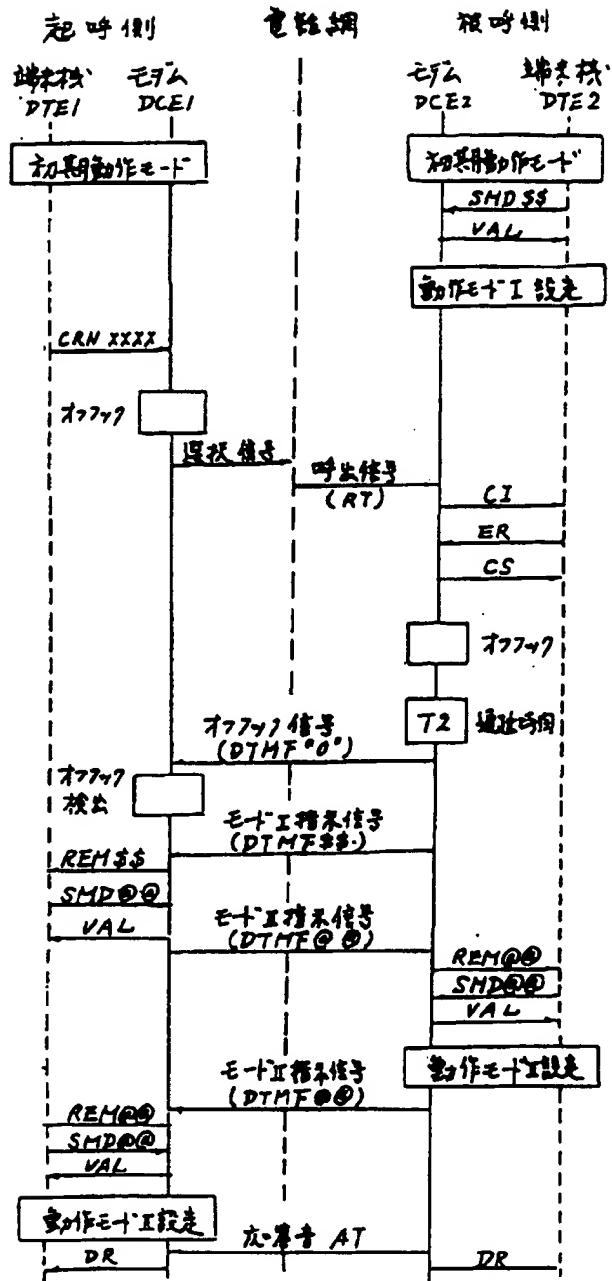 起呼側 電話網 被呼側
端末機 モデム モデム 端末機
DTE1 DCE1 DCE2 DTE2
初期動作モード 初期動作モード
SMD $$
VAL
動作モードⅠ設定
CRN XXXX
オフフック
選択信号
呼出信号
(RT)
CI
ER
CS
オフフック
T2
オフフック信号
(DTMF "0")
オフフック
検出
モードⅠ指示信号
(DTMF $$)
REM $$
SMD@@
VAL
モードⅡ指示信号
(DTMF @@)
REM@@
SMD@@
VAL
動作モードⅡ設定
モードⅡ指示信号
(DTMF@@)
REM@@
SMD@@
VAL
動作モードⅡ設定
応答音 AT
DR DR